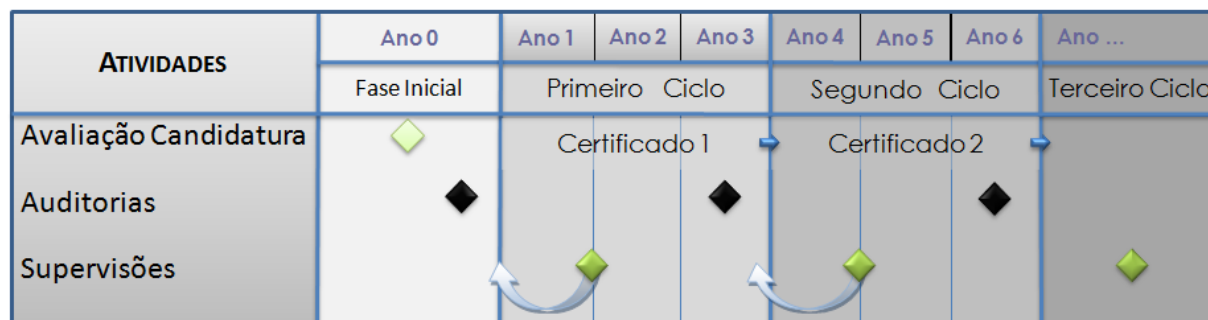 ATIVIDADES
Ano 0
Ano 1
Ano 2
Ano 3
Ano 4
Ano 5
Ano 6
Ano ...
Fase Inicial
Primeiro Ciclo
Segundo Ciclo
Terceiro Ciclo
Avaliação Candidatura
Certificado 1
Certificado 2
Auditorias
Supervisões